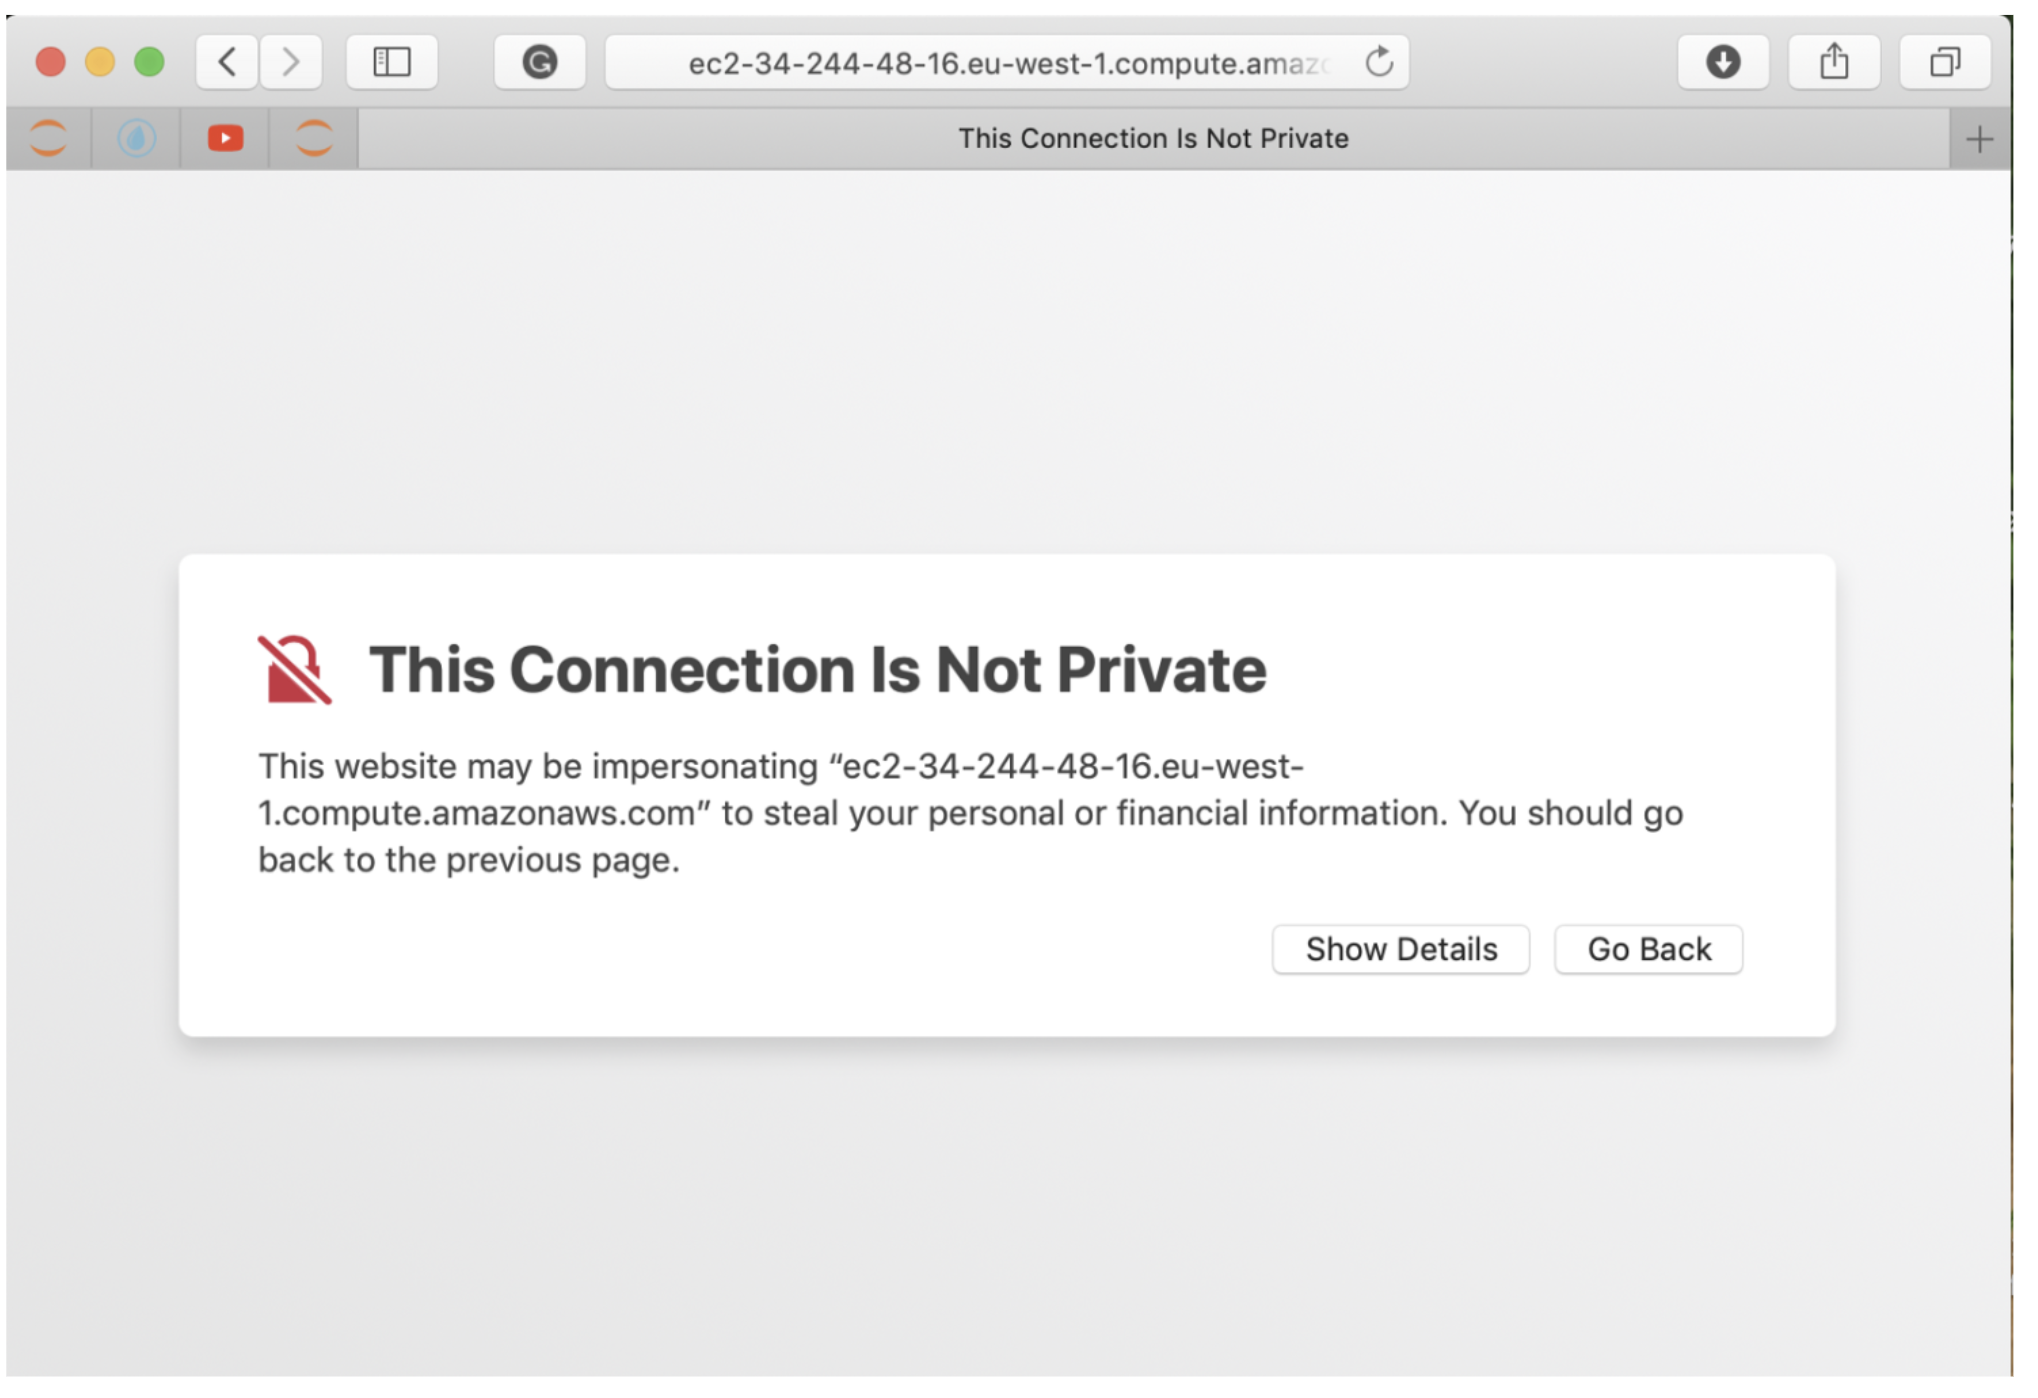 ec2-34-244-48-16.eu-west-1.compute.amaz
This Connection Is Not Private
This Connection Is Not Private
This website may be impersonating “ec2-34-244-48-16.eu-west-
1.compute.amazonaws.com” to steal your personal or financial information. You should go
back to the previous page.
Show Details
Go Back